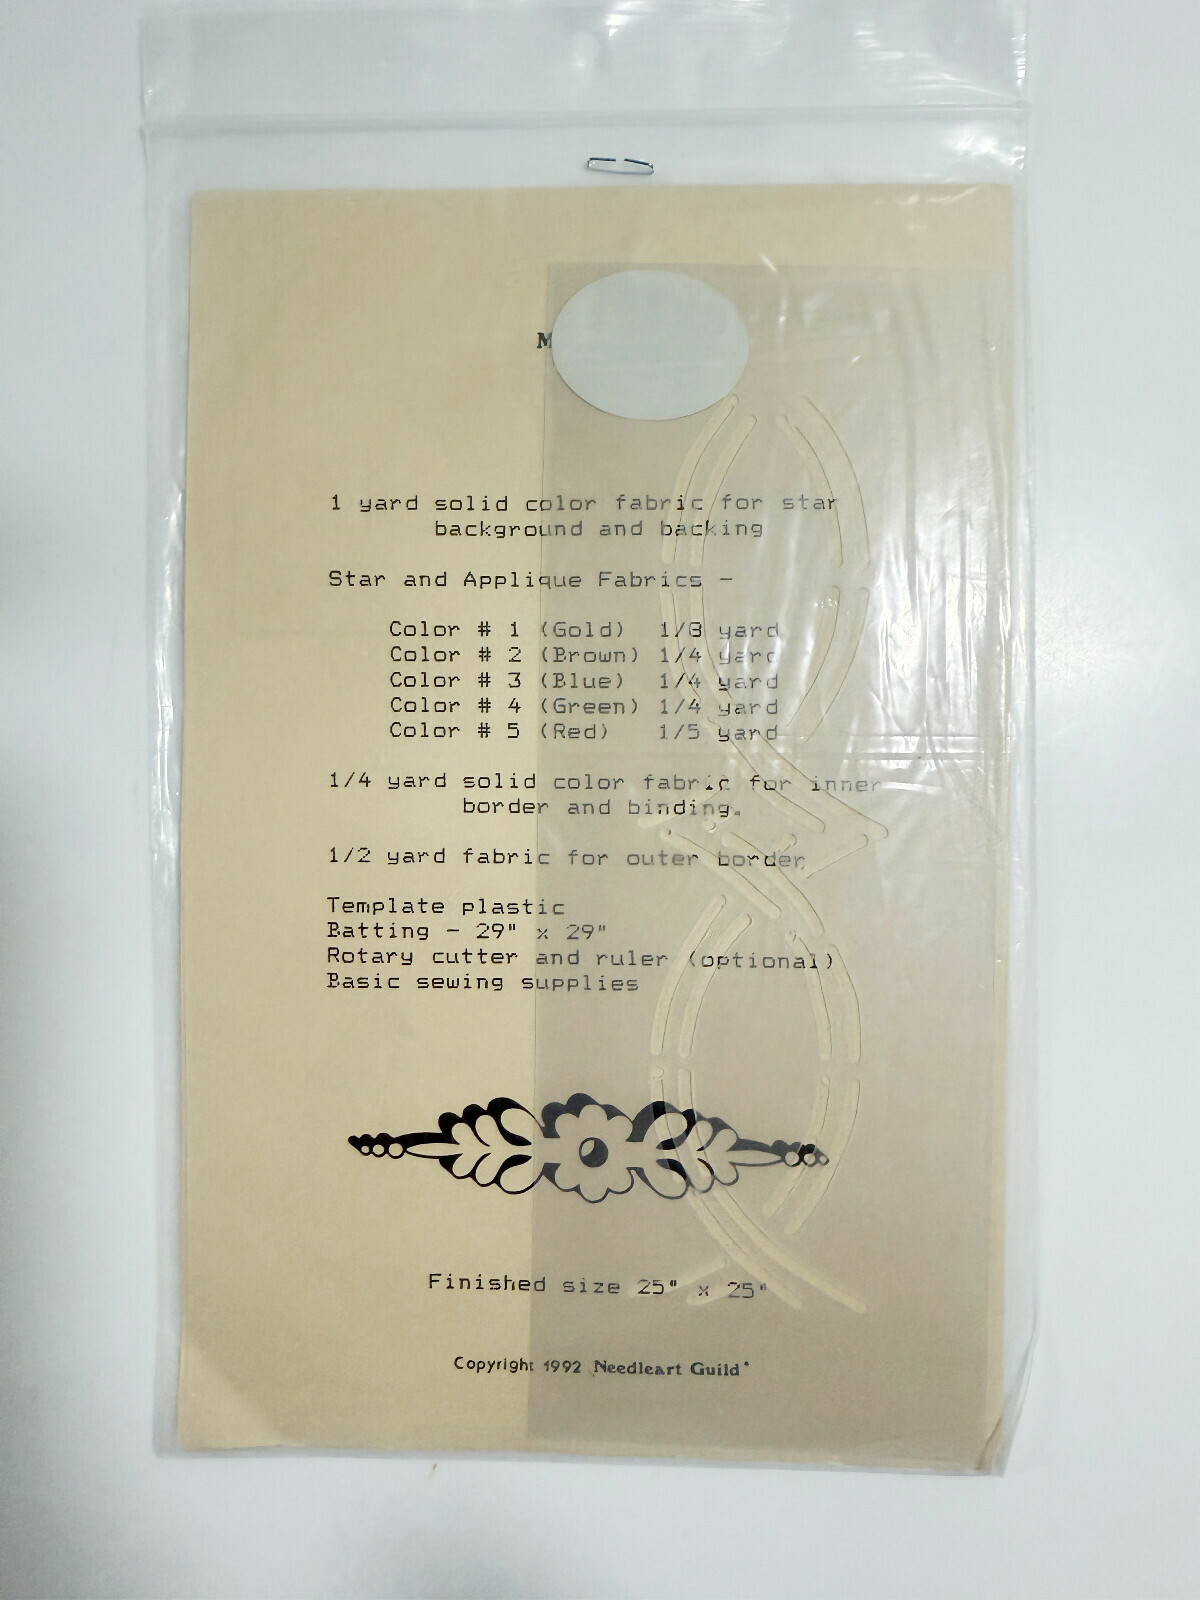 M
1 yard solid color fabric for star
background and backing
Star and Applique Fabrics -
Color # 1 (Gold) 1/8 yard
Color # 2 (Brown) 1/4 yard
Color # 3 (Blue) 1/4 yard
Color # 4 (Green) 1/4 yard
Color # 5 (Red) 1/5 yard
1/4 yard solid color fabric for inner
border and binding.
1/2 yard fabric for outer border
Template plastic
Batting - 29" x 29"
Rotary cutter and ruler (optional)
Basic sewing supplies
Finished size 25" x 25"
Copyright 1992 Needleart Guild